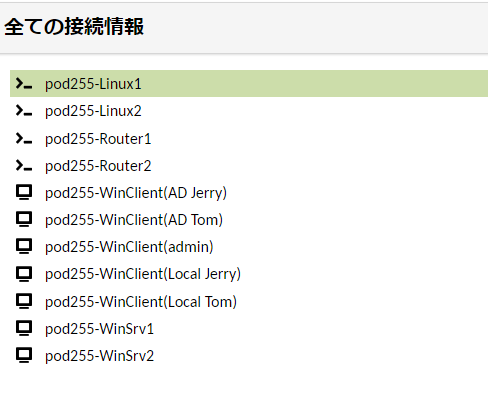 全ての接続情報
pod255-Linux1
pod255-Linux2
pod255-Router1
pod255-Router2
pod255-WinClient(AD Jerry)
pod255-WinClient(AD Tom)
pod255-WinClient(admin)
pod255-WinClient(Local Jerry)
pod255-WinClient(Local Tom)
pod255-WinSrv1
pod255-WinSrv2